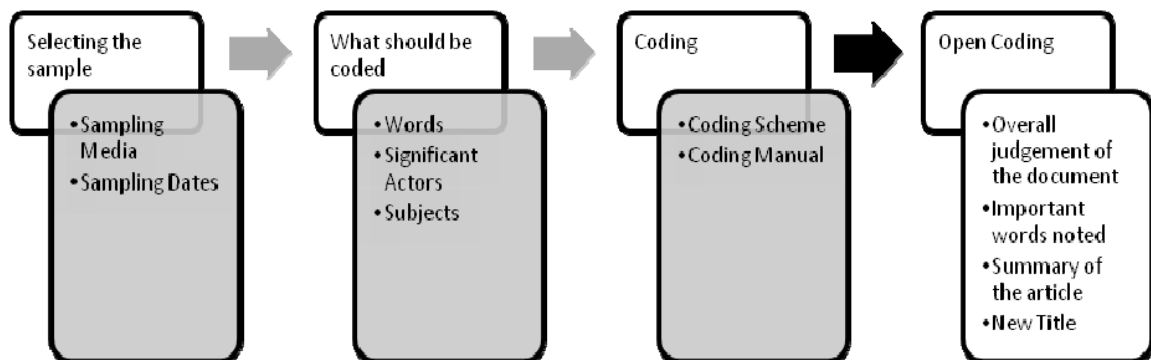 Selecting the
sample
• Sampling
Media
• Sampling Dates
What should be
coded
• Words
• Significant
Actors
• Subjects
Coding
• Coding Scheme
• Coding Manual
Open Coding
• Overall
judgement of
the document
• Important
words noted
• Summary of
the article
• New Title